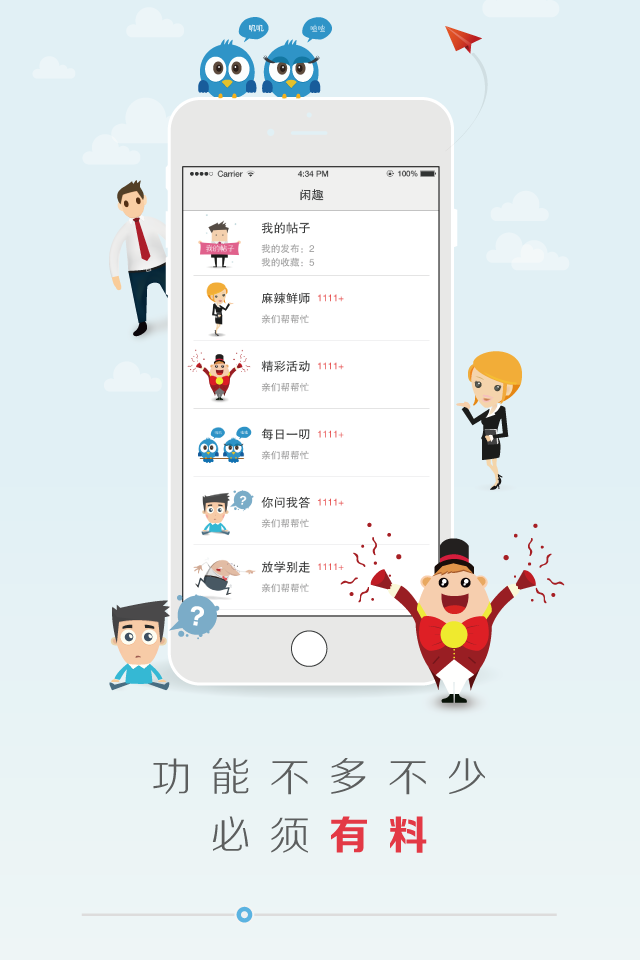 叽叽
Carrier
4:34 PM
100%
闲趣
我的帖子
我的帖子
我的发布：2
我的收藏：5
麻辣鲜师 1111+
亲们帮帮忙
精彩活动 1111+
亲们帮帮忙
每日一叨 1111+
亲们帮帮忙
?
你问我答 1111+
亲们帮帮忙
放学别走 1111+
亲们帮帮忙
?
功能不多不少
必须有料